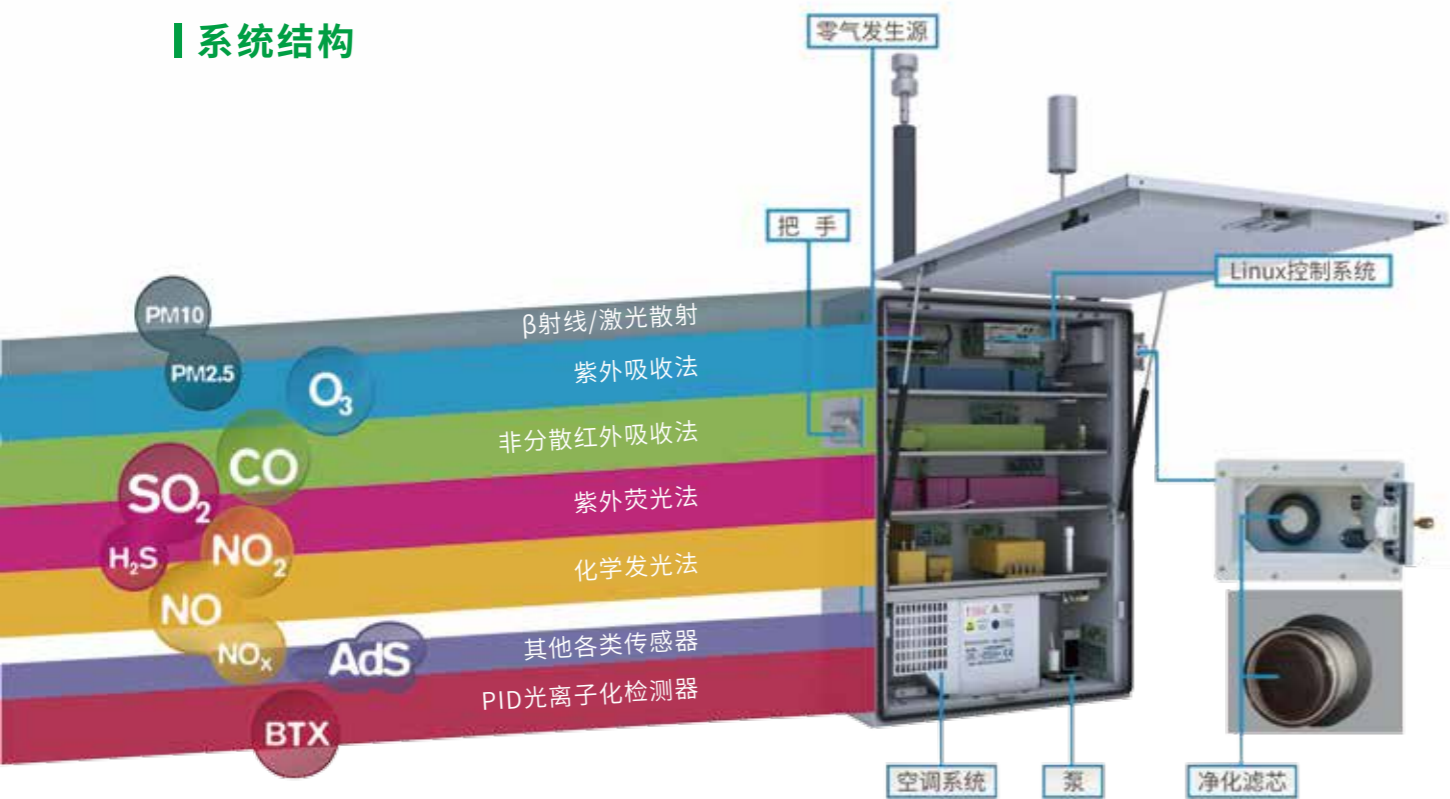 系统结构
零气发生源
把 手
Linux控制系统
PM10
β射线/激光散射
PM2.5
O₃
紫外吸收法
CO
非分散红外吸收法
SO₂
紫外荧光法
H₂S
NO₂
化学发光法
NO
NOₓ
AdS
其他各类传感器
PID光离子化检测器
BTX
空调系统
泵
净化滤芯